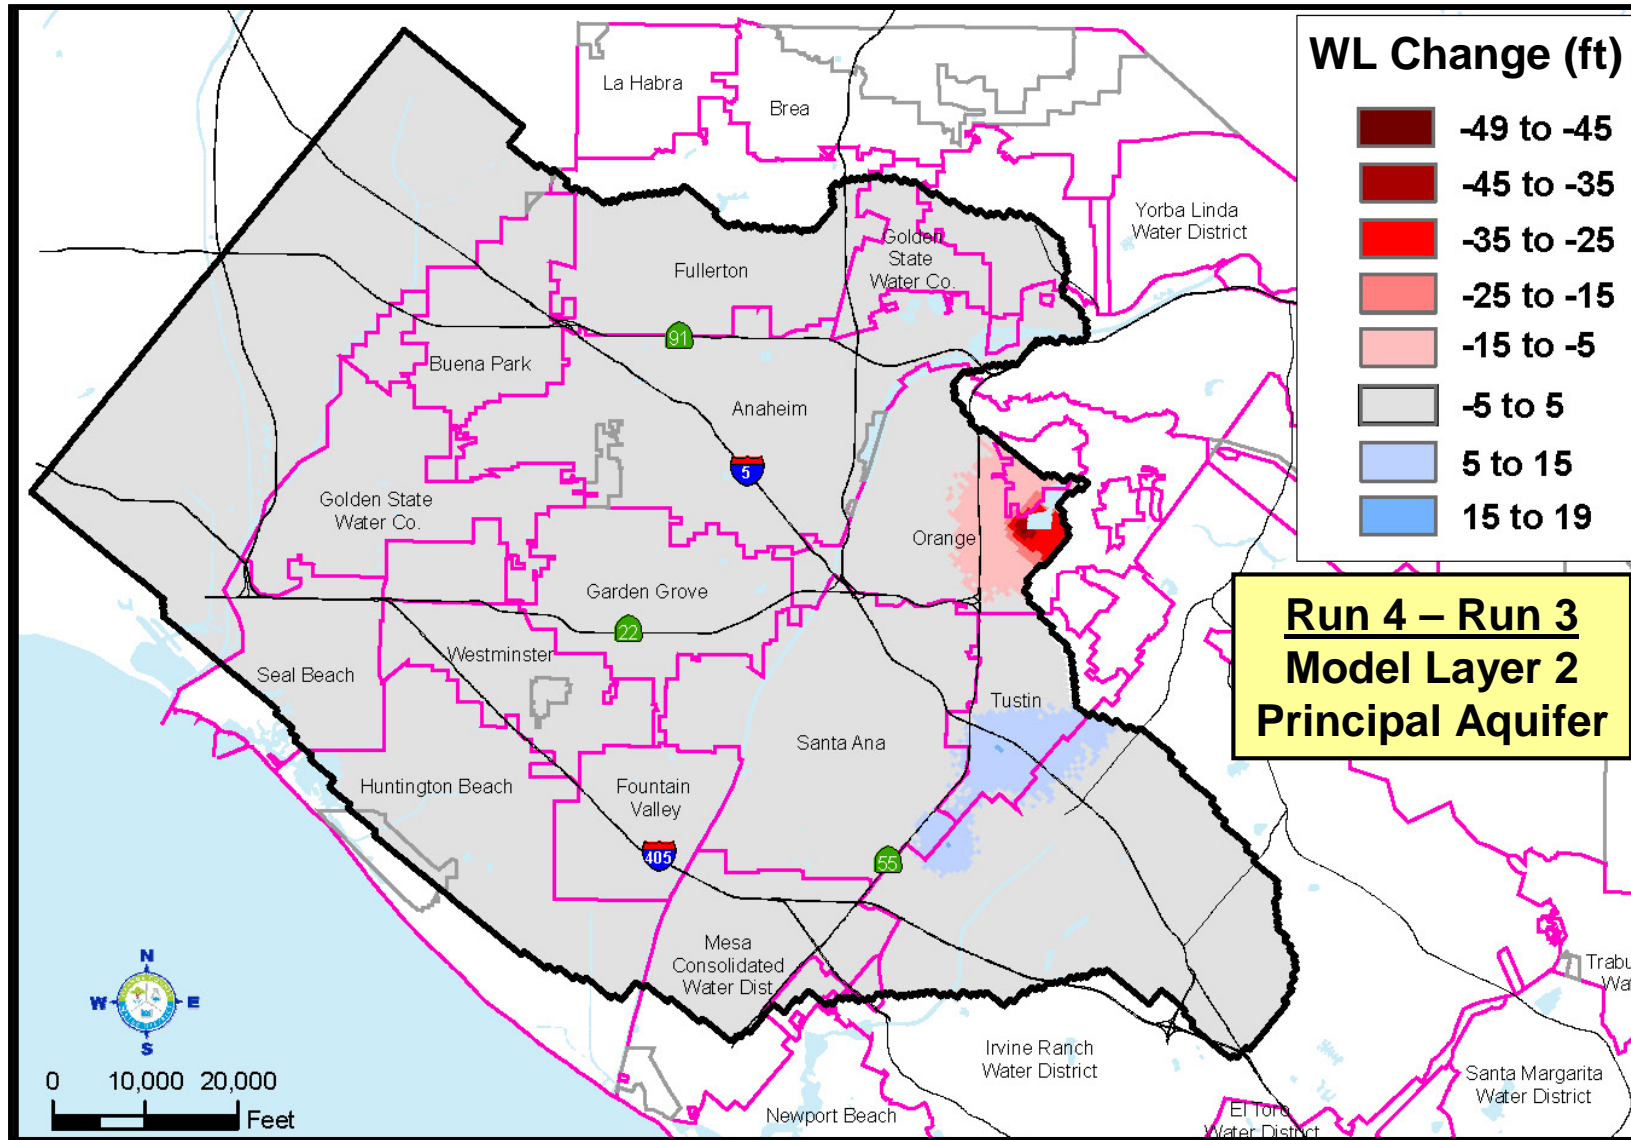 WL Change (ft)
-49 to -45
-45 to -35
-35 to -25
-25 to -15
-15 to -5
-5 to 5
5 to 15
15 to 19
Run 4 – Run 3
Model Layer 2
Principal Aquifer
La Habra
Brea
Yorba Linda
Water District
Golden
State
Water Co.
Fullerton
91
Buena Park
Anaheim
5
Golden State
Water Co.
Orange
Garden Grove
22
Westminster
Seal Beach
Tustin
Santa Ana
Huntington Beach
Fountain
Valley
405
55
Mesa
Consolidated
Water Dist.
Irvine Ranch
Water District
Newport Beach
El Toro
Water District
Santa Margarita
Water District
Trabu
Wat
N
W
E
S
0 10,000 20,000
Feet